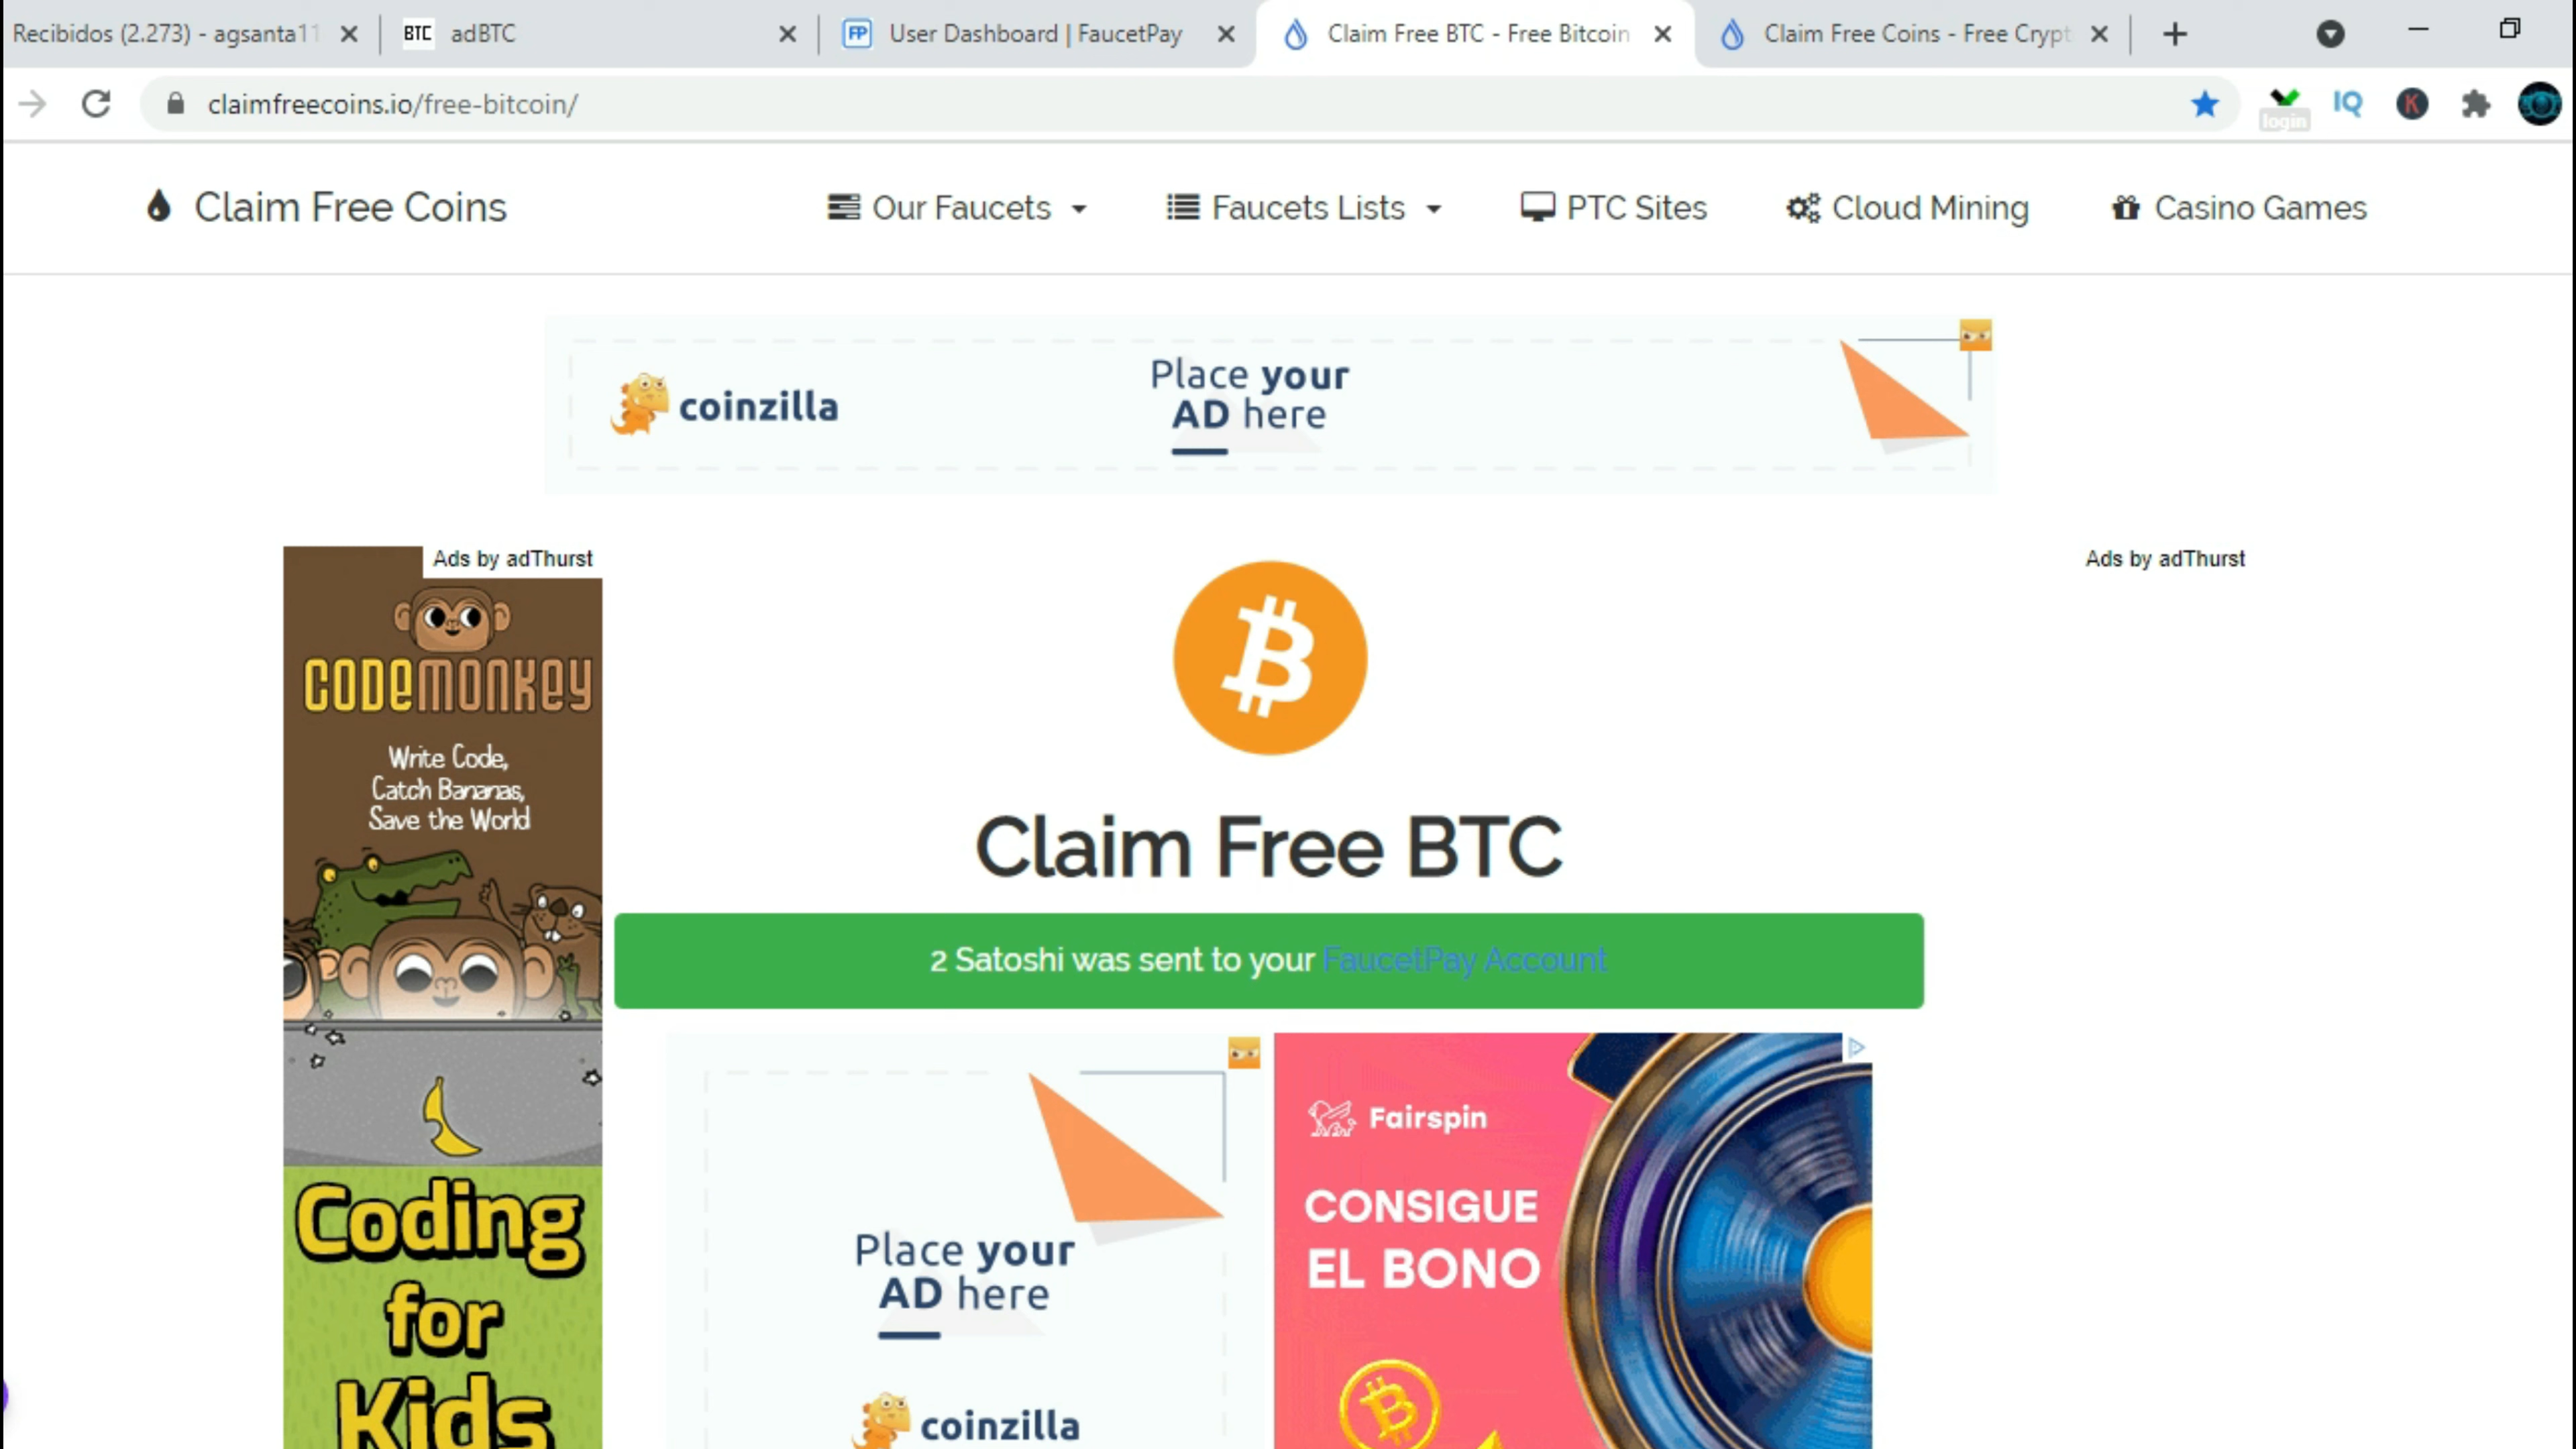 Recibidos (2.273) - agsanta11
BTC adBTC
FP User Dashboard | FaucetPay
Claim Free BTC - Free Bitcoin
Claim Free Coins - Free Crypt
claimfreecoins.io/free-bitcoin/
login
IQ
K
Claim Free Coins
Our Faucets
Faucets Lists
PTC Sites
Cloud Mining
Casino Games
coinzilla
Place your
AD here
Ads by adThurst
CODEMONKEY
Write Code,
Catch Bananas,
Save the World
Coding
for
Kids
Ads by adThurst
Claim Free BTC
2 Satoshi was sent to your FaucetPay Account
Place your
AD here
coinzilla
Fairspin
CONSIGUE
EL BONO